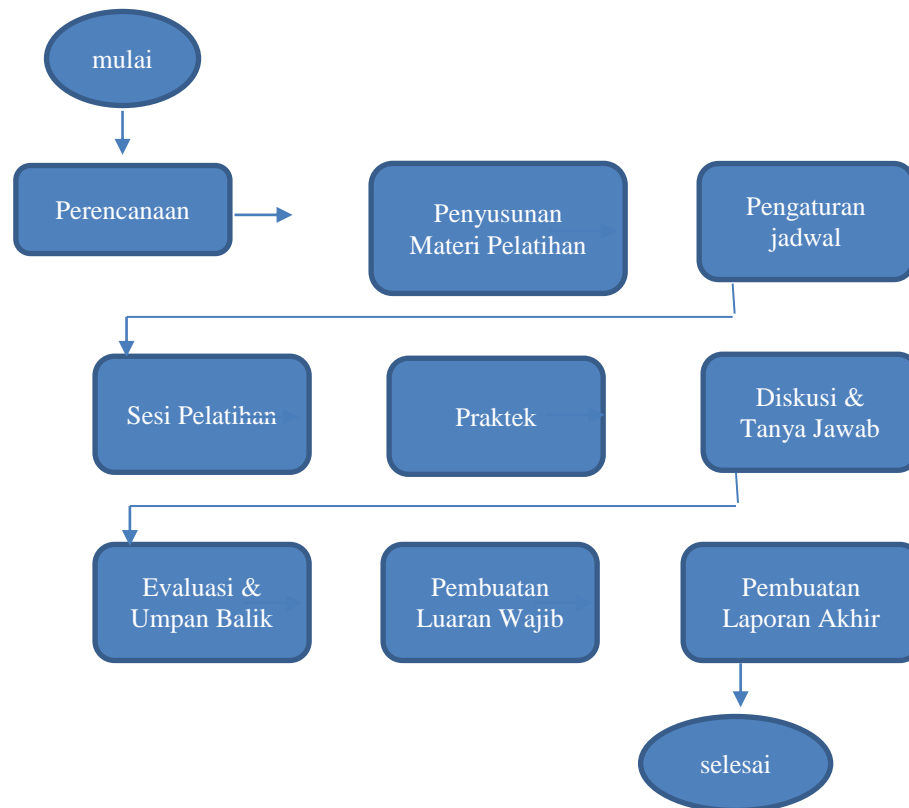 mulai
Perencanaan
Penyusunan
Materi Pelatihan
Pengaturan
jadwal
Sesi Pelatihan
Praktek
Diskusi &
Tanya Jawab
Evaluasi &
Umpan Balik
Pembuatan
Luaran Wajib
Pembuatan
Laporan Akhir
selesai